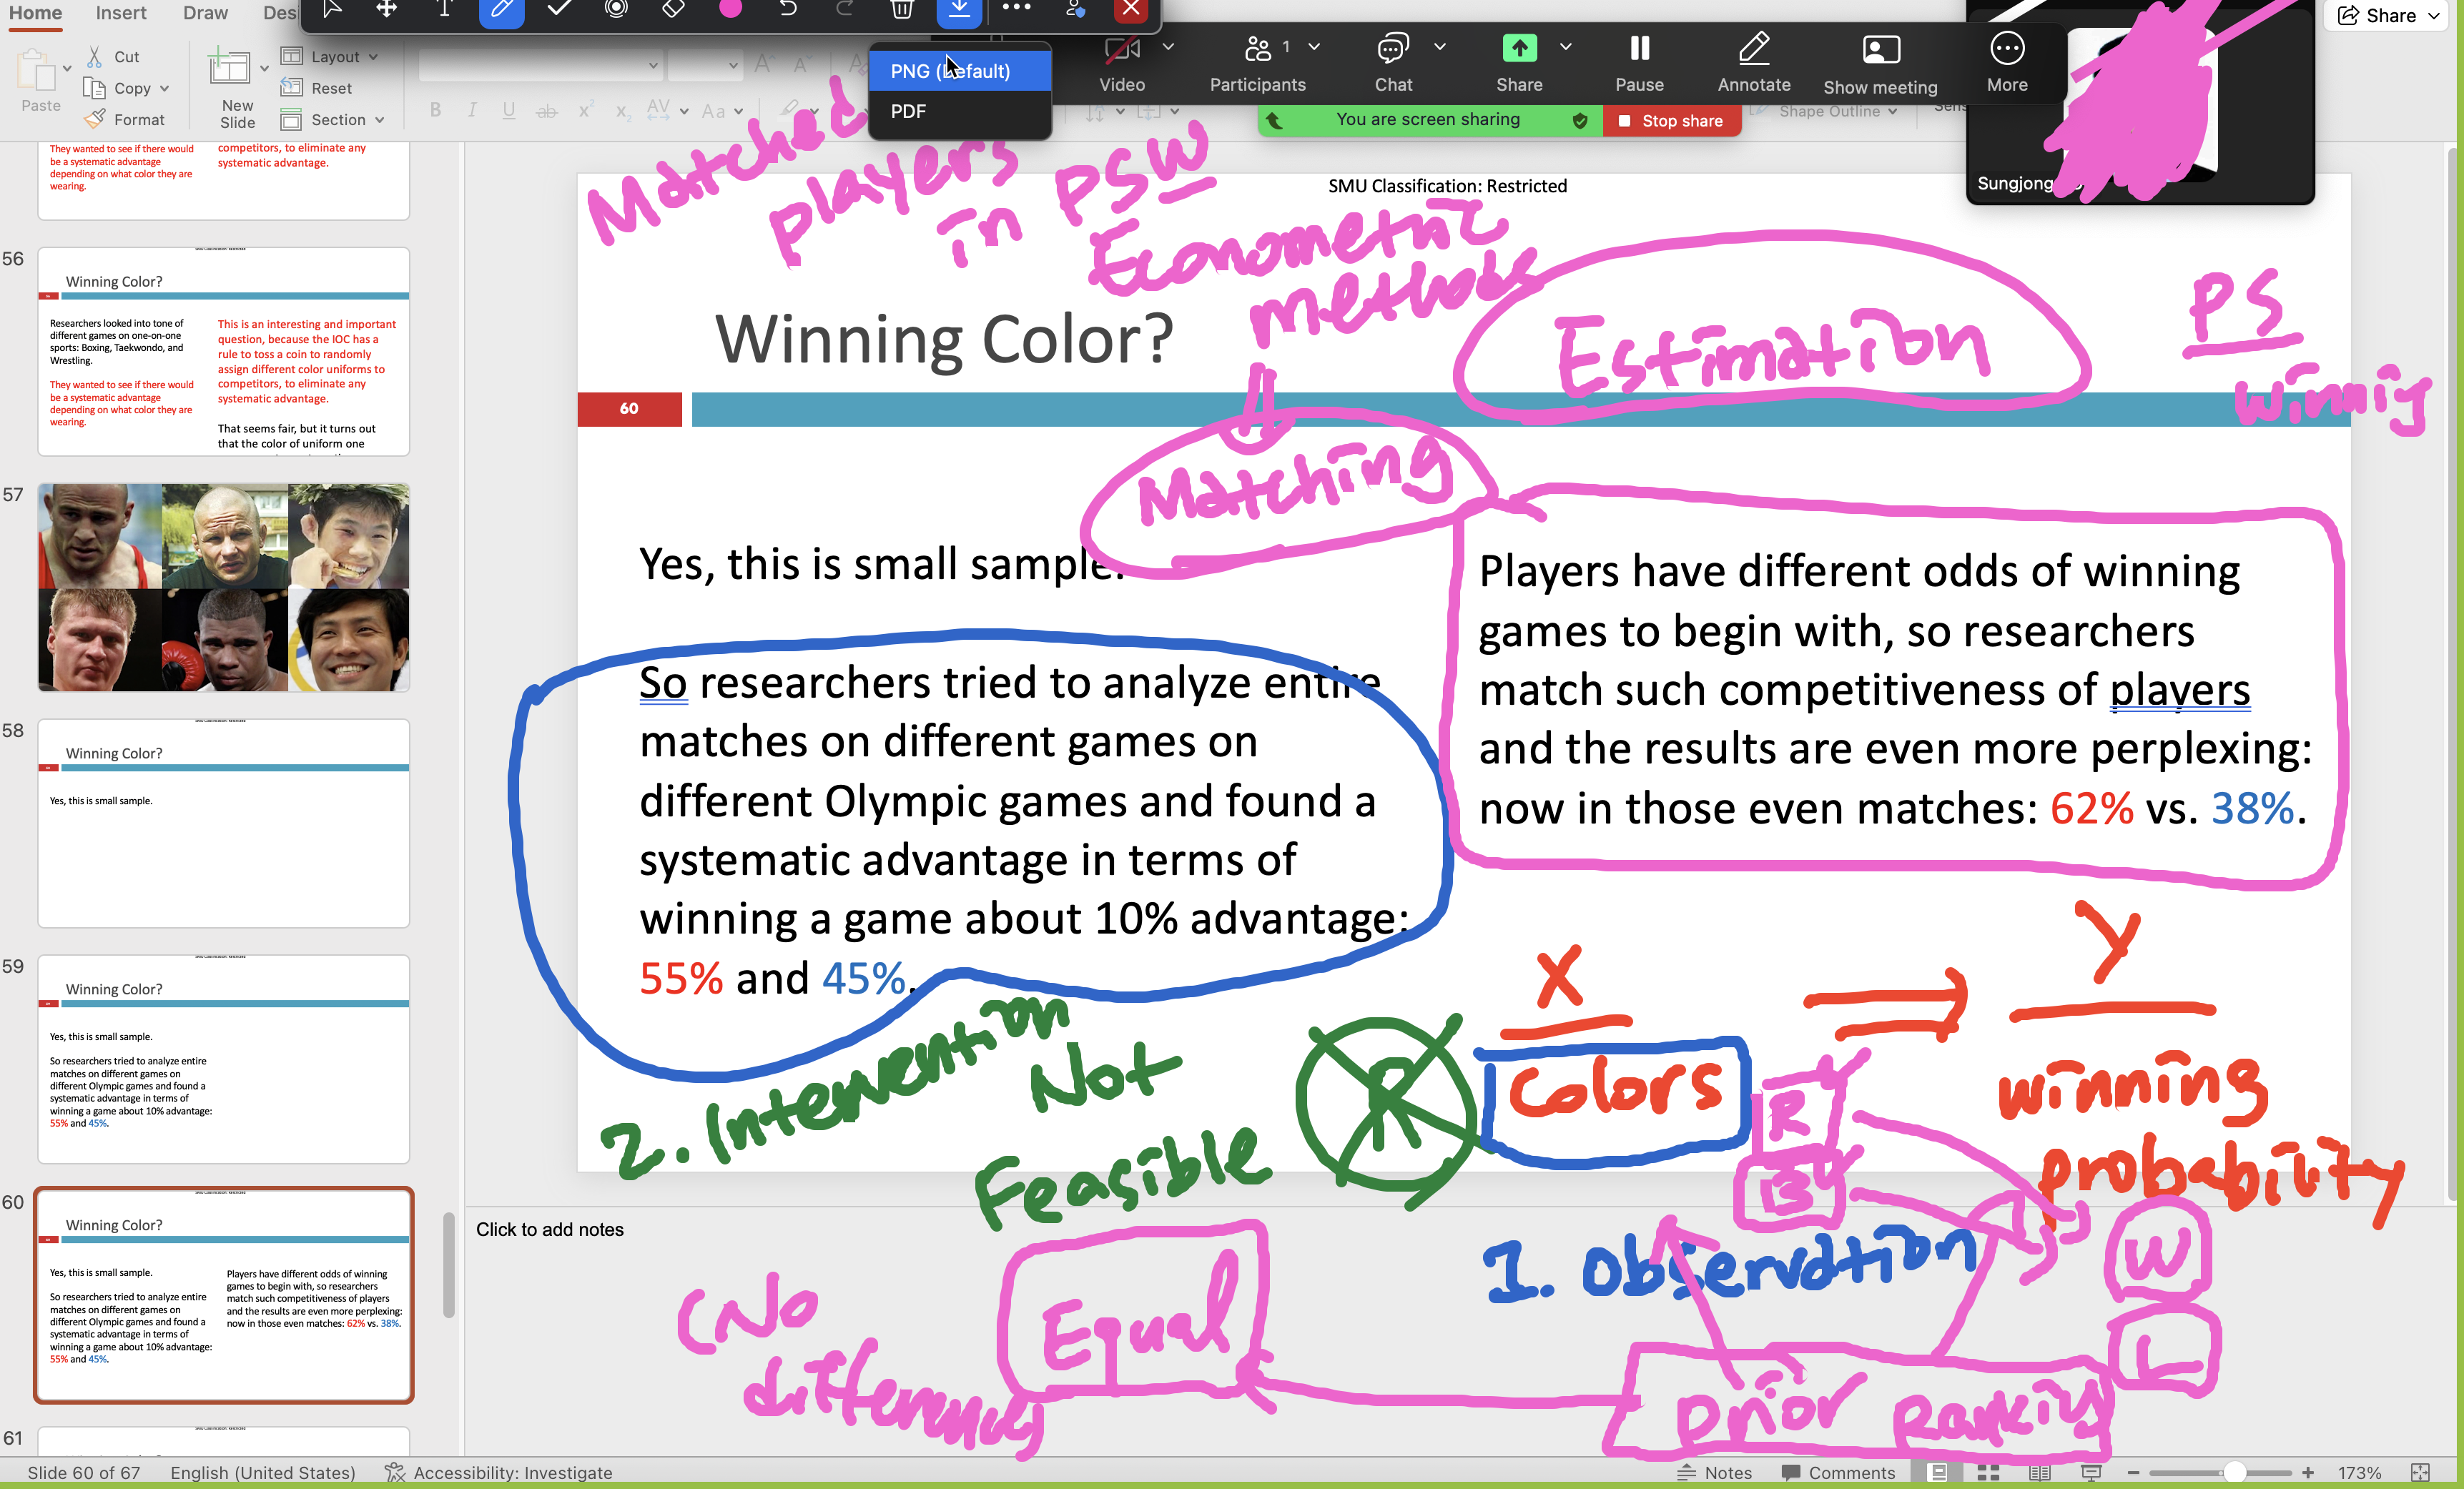 Home Insert Draw Des
Share
Cut
Copy
Format
Paste
New
Slide
Layout
Reset
Section
B I U ab x² x₂ AV Aa
PNG (Default)
PDF
Video
Participants 1
Chat
Share
Pause
Annotate
Show meeting
More
You are screen sharing
Stop share
Shape Outline
Sens
Sungjong
They wanted to see if there would
be a systematic advantage
depending on what color they are
wearing.
competitors, to eliminate any
systematic advantage.
56
Winning Color?
Researchers looked into tone of
different games on one-on-one
sports: Boxing, Taekwondo, and
Wrestling.
They wanted to see if there would
be a systematic advantage
depending on what color they are
wearing.
This is an interesting and important
question, because the IOC has a
rule to toss a coin to randomly
assign different color uniforms to
competitors, to eliminate any
systematic advantage.
That seems fair, but it turns out
that the color of uniform one
57
58
Winning Color?
Yes, this is small sample.
59
Winning Color?
Yes, this is small sample.
So researchers tried to analyze entire
matches on different games on
different Olympic games and found a
systematic advantage in terms of
winning a game about 10% advantage:
55% and 45%.
60
Winning Color?
Yes, this is small sample.
So researchers tried to analyze entire
matches on different games on
different Olympic games and found a
systematic advantage in terms of
winning a game about 10% advantage:
55% and 45%.
Players have different odds of winning
games to begin with, so researchers
match such competitiveness of players
and the results are even more perplexing:
now in those even matches: 62% vs. 38%.
61
SMU Classification: Restricted
Matched
players
in PSW
Econometric
methods
Matching
Estimation
PS
winnig
Winning Color?
60
Yes, this is small sample.
So researchers tried to analyze entire
matches on different games on
different Olympic games and found a
systematic advantage in terms of
winning a game about 10% advantage:
55% and 45%.
Players have different odds of winning
games to begin with, so researchers
match such competitiveness of players
and the results are even more perplexing:
now in those even matches: 62% vs. 38%.
2. Intervention
Not
Feasible
R
X
Colors
Y
winning
probability
R
B
W
L
1. Observation
Click to add notes
(No
Equal
Prior Ranking
Slide 60 of 67
English (United States)
Accessibility: Investigate
Notes
Comments
173%